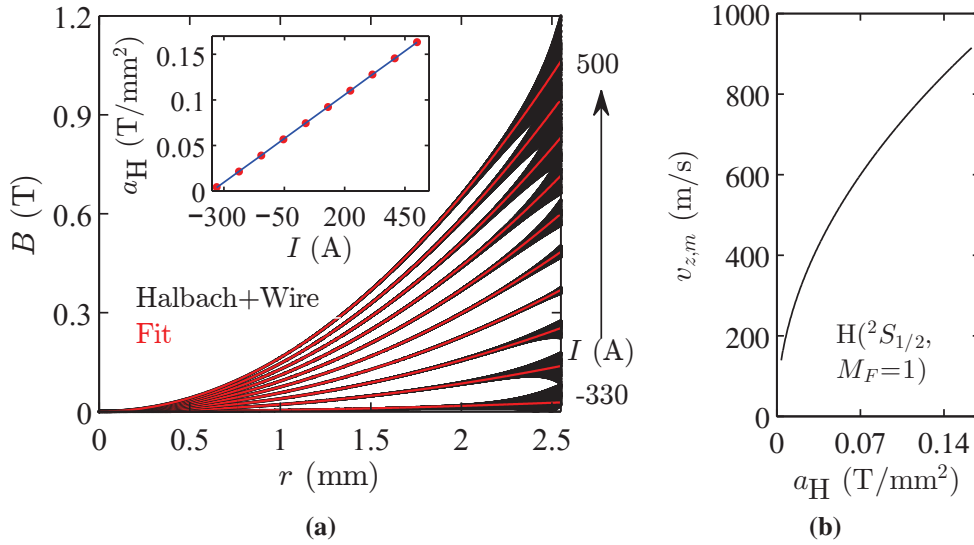 1.2
0.9
0.6
0.3
0
B (T)
0.15
0.1
0.05
0
a_H (T/mm²)
−300 −50 200 450
I (A)
500
Halbach+Wire
Fit
I (A)
-330
0 0.5 1 1.5 2 2.5
r (mm)
(a)
1000
800
600
400
200
0
v_{z,m} (m/s)
H(²S_{1/2},
M_F=1)
0 0.07 0.14
a_H (T/mm²)
(b)